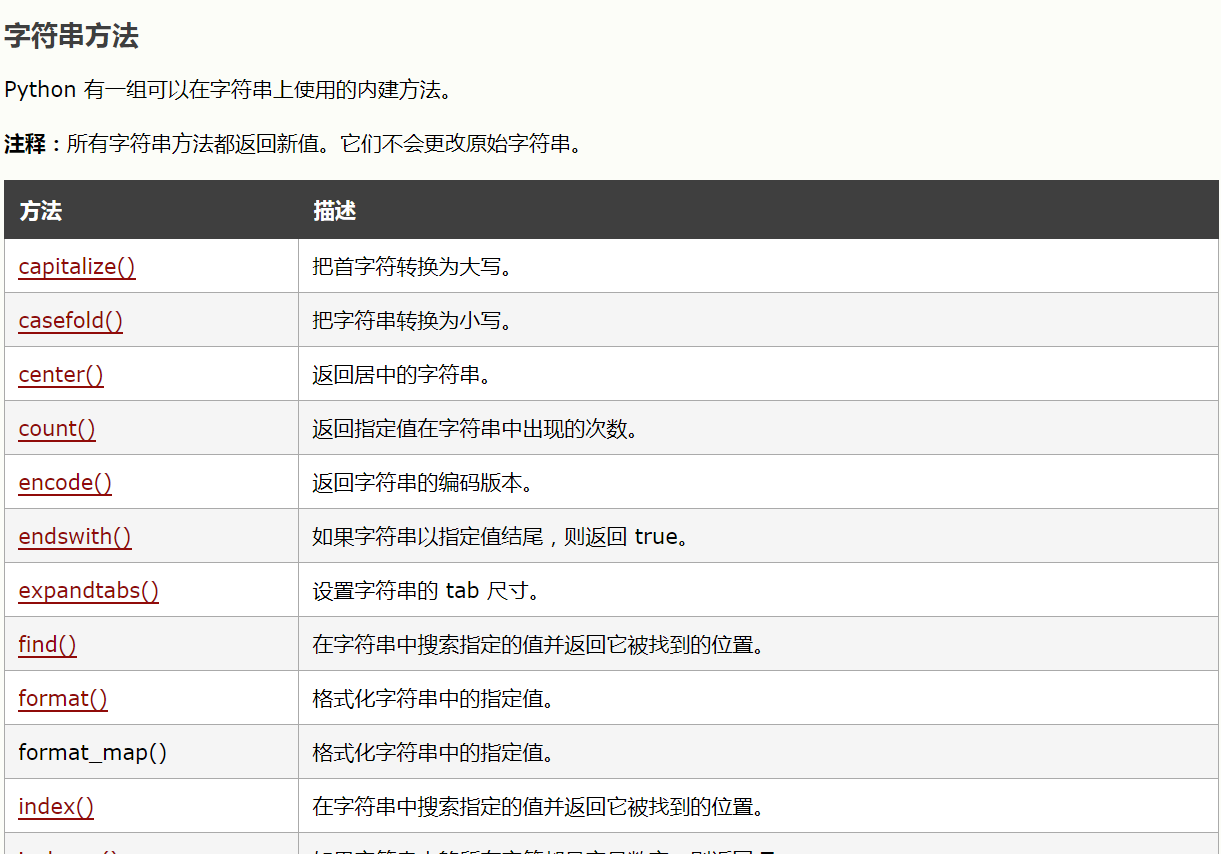 字符串方法
Python 有一组可以在字符串上使用的内建方法。
注释：所有字符串方法都返回新值。它们不会更改原始字符串。
方法 描述
capitalize() 把首字符转换为大写。
casefold() 把字符串转换为小写。
center() 返回居中的字符串。
count() 返回指定值在字符串中出现的次数。
encode() 返回字符串的编码版本。
endswith() 如果字符串以指定值结尾，则返回 true。
expandtabs() 设置字符串的 tab 尺寸。
find() 在字符串中搜索指定的值并返回它被找到的位置。
format() 格式化字符串中的指定值。
format_map() 格式化字符串中的指定值。
index() 在字符串中搜索指定的值并返回它被找到的位置。